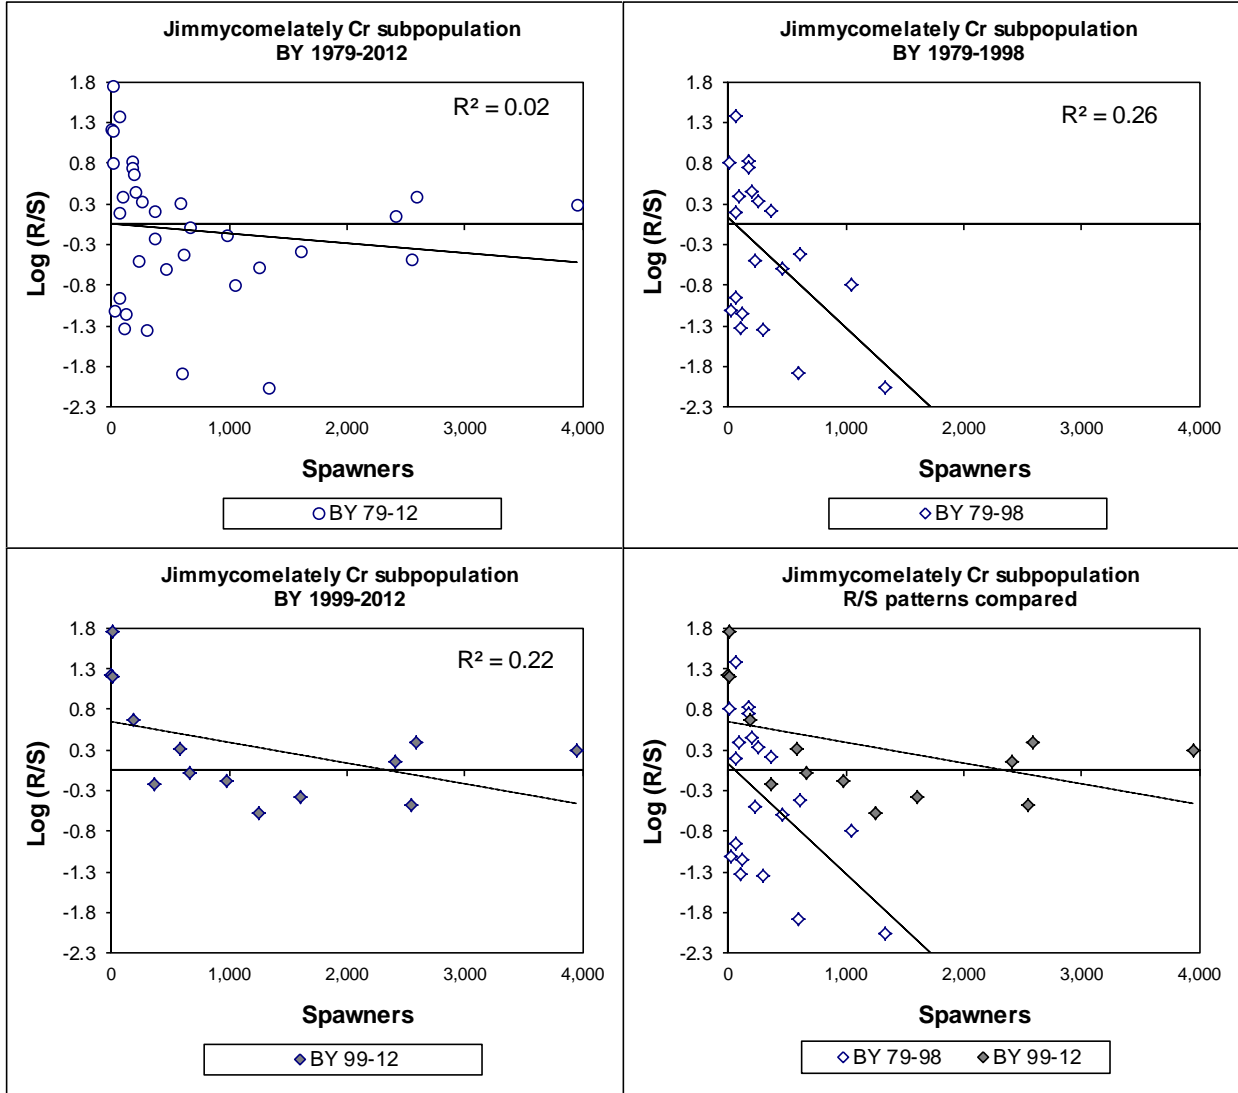 Jimmycomelately Cr subpopulation
BY 1979-2012
R² = 0.02
Log (R/S)
1.8
1.3
0.8
0.3
-0.3
-0.8
-1.3
-1.8
-2.3
0 1,000 2,000 3,000 4,000
Spawners
BY 79-12
Jimmycomelately Cr subpopulation
BY 1979-1998
R² = 0.26
Log (R/S)
1.8
1.3
0.8
0.3
-0.3
-0.8
-1.3
-1.8
-2.3
0 1,000 2,000 3,000 4,000
Spawners
BY 79-98
Jimmycomelately Cr subpopulation
BY 1999-2012
R² = 0.22
Log (R/S)
1.8
1.3
0.8
0.3
-0.3
-0.8
-1.3
-1.8
-2.3
0 1,000 2,000 3,000 4,000
Spawners
BY 99-12
Jimmycomelately Cr subpopulation
R/S patterns compared
Log (R/S)
1.8
1.3
0.8
0.3
-0.3
-0.8
-1.3
-1.8
-2.3
0 1,000 2,000 3,000 4,000
Spawners
BY 79-98 BY 99-12